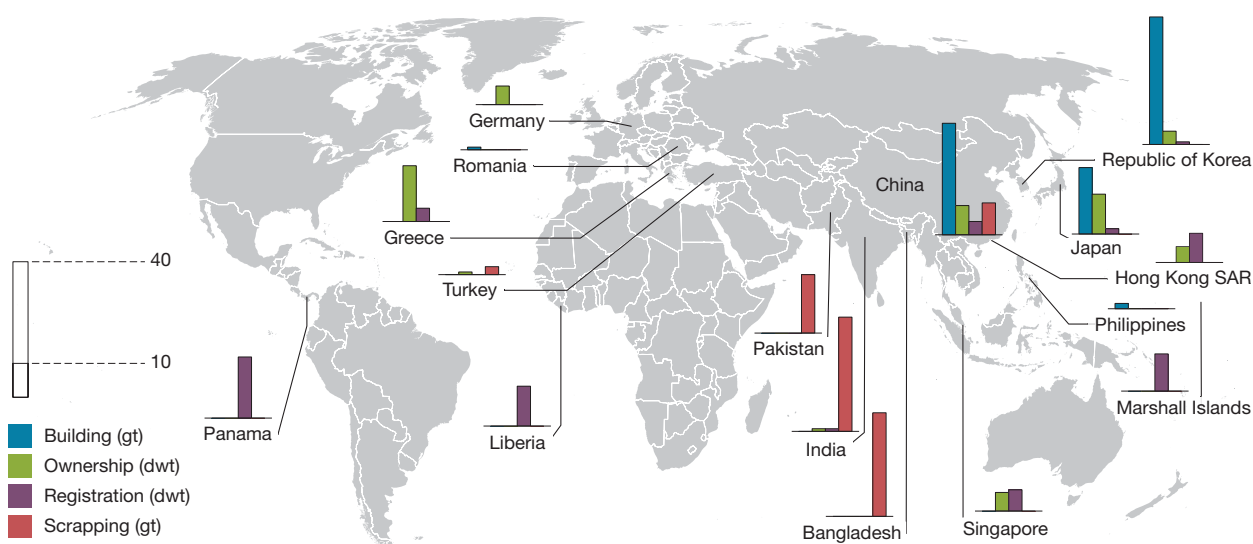 Germany
Romania
Greece
Turkey
China
Republic of Korea
Japan
Hong Kong SAR
Philippines
Marshall Islands
40
10
Panama
Liberia
Pakistan
India
Bangladesh
Singapore
Building (gt)
Ownership (dwt)
Registration (dwt)
Scrapping (gt)